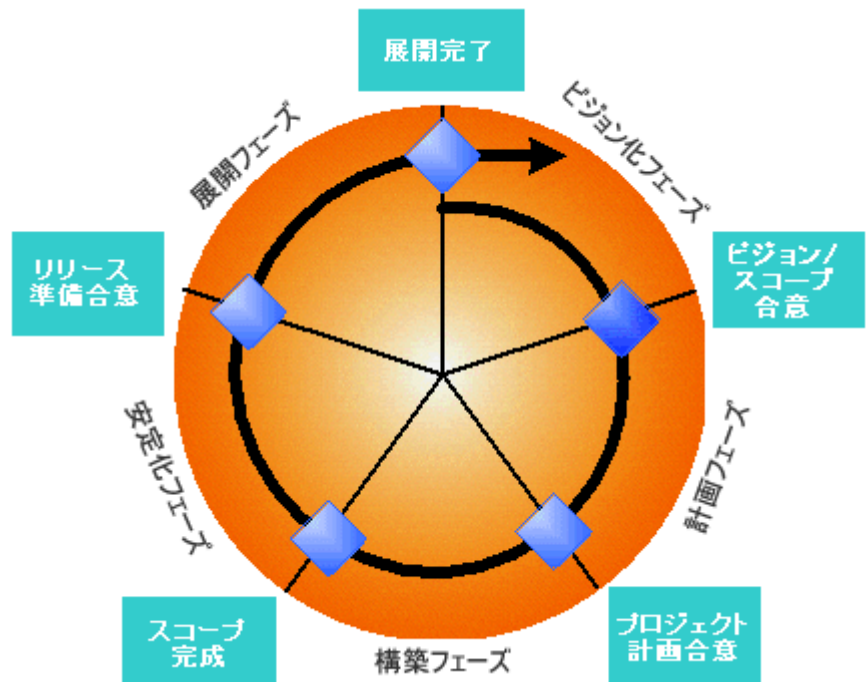 展開完了
ビジョン化フェーズ
ビジョン/
スコープ
合意
計画フェーズ
プロジェクト
計画合意
構築フェーズ
スコープ
完成
安定化フェーズ
リリース
準備合意
展開フェーズ